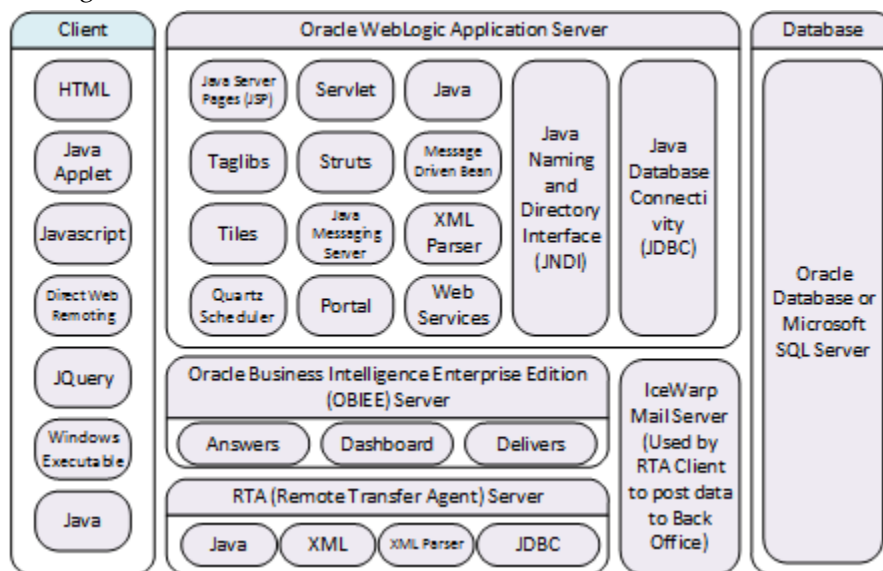 Client
HTML
Java
Applet
Javascript
Direct Web
Remoting
JQuery
Windows
Executable
Java
Oracle WebLogic Application Server
Java Server
Pages (JSP)
Servlet
Java
Taglibs
Struts
Message
Driven Bean
Tiles
Java
Messaging
Server
XML
Parser
Quartz
Scheduler
Portal
Web
Services
Java
Naming
and
Directory
Interface
(JNDI)
Java
Database
Connecti
vity
(JDBC)
Oracle Business Intelligence Enterprise Edition
(OBIEE) Server
Answers
Dashboard
Delivers
RTA (Remote Transfer Agent) Server
Java
XML
XML Parser
JDBC
IceWarp
Mail Server
(Used by
RTA Client
to post data
to Back
Office)
Database
Oracle
Database or
Microsoft
SQL Server